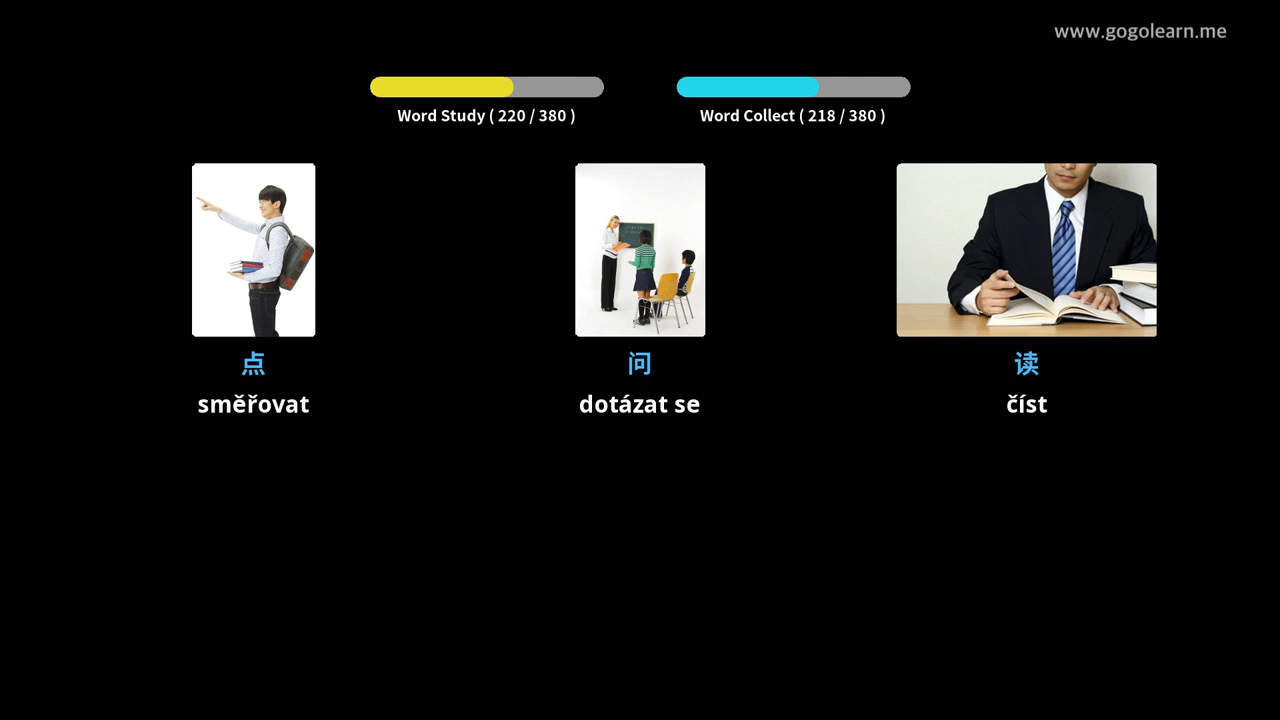 www.gogolearn.me
Word Study ( 220 / 380 )
Word Collect ( 218 / 380 )
点
směřovat
问
dotázat se
读
číst